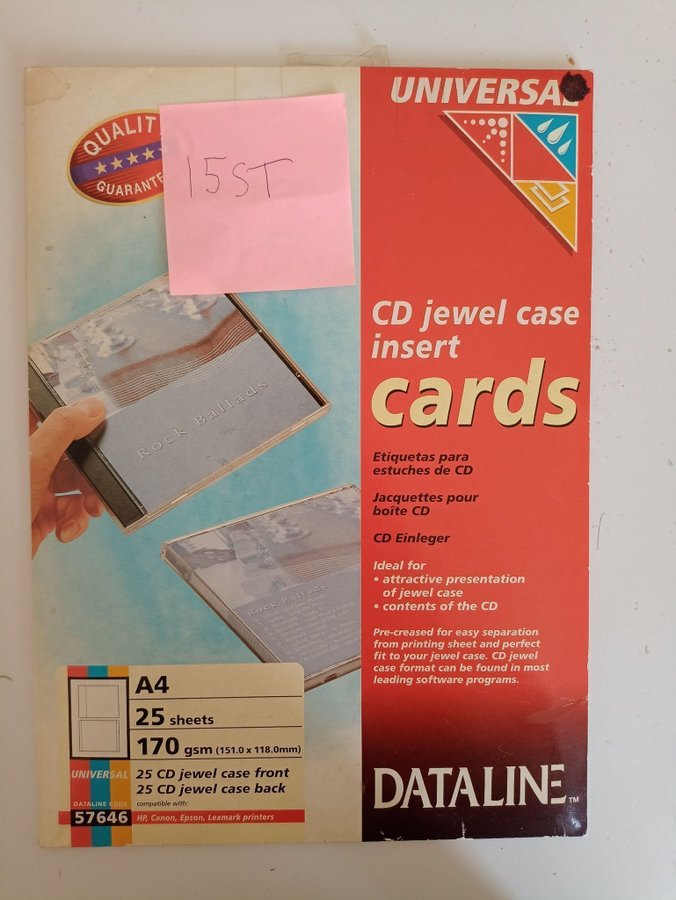 UNIVERSAL
QUALIT
GUARANTE
15ST
CD jewel case
insert
cards
Rock Ballads
Etiquetas para
estuches de CD
Jacquettes pour
boîte CD
CD Einleger
Ideal for
• attractive presentation
of jewel case
• contents of the CD
Pre-creased for easy separation
from printing sheet and perfect
fit to your jewel case. CD jewel
case format can be found in most
leading software programs.
Rock Ballads
A4
25 sheets
170 gsm (151.0 x 118.0mm)
UNIVERSAL
25 CD jewel case front
25 CD jewel case back
DATALINE CODE
57646
compatible with:
HP, Canon, Epson, Lexmark printers
DATALINE™